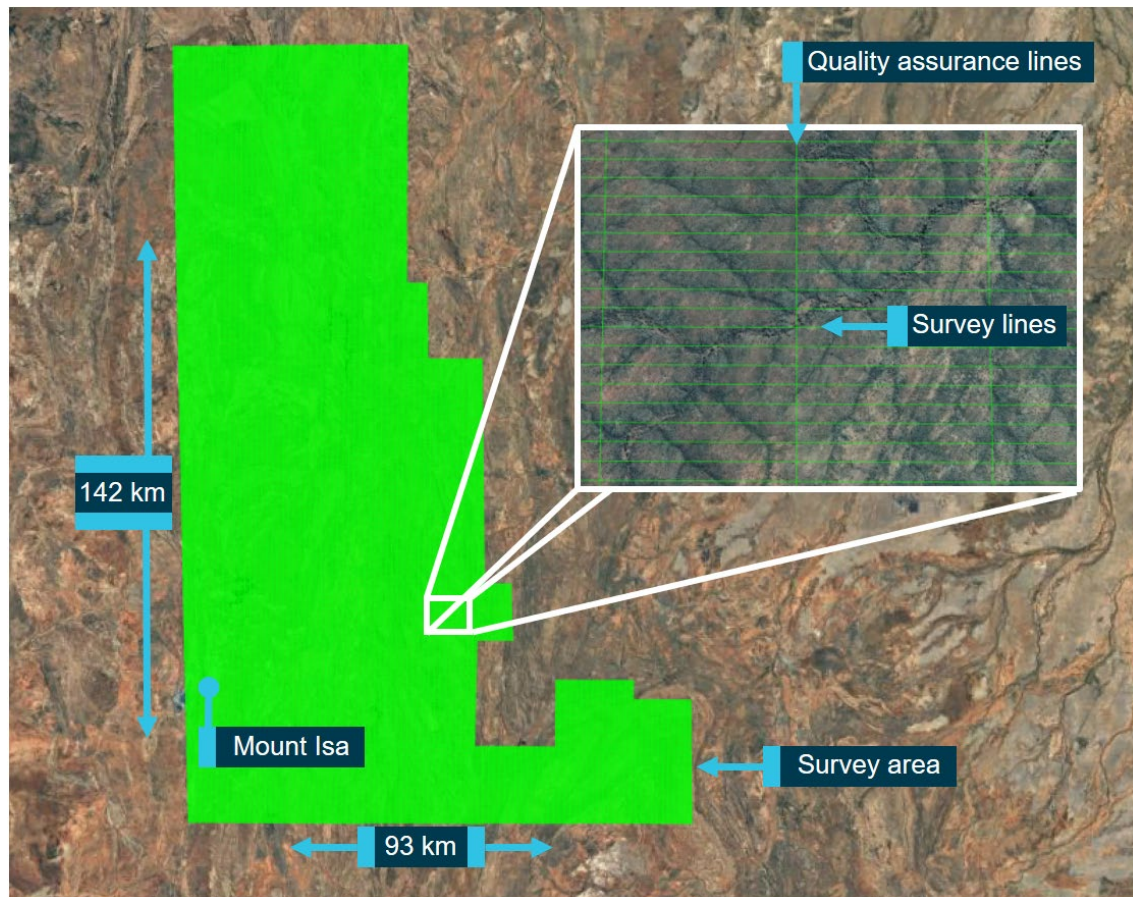 Quality assurance lines
Survey lines
142 km
Mount Isa
Survey area
93 km